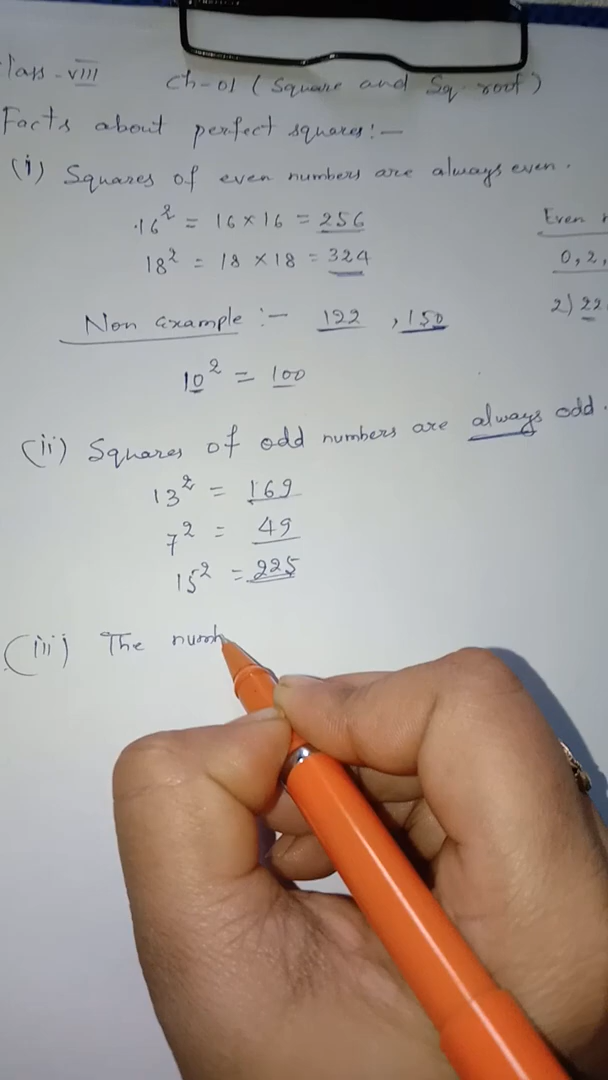 Class - VIII Ch-01 (Square and Sq. root)
Facts about perfect squares:-
(i) Squares of even numbers are always even.
16² = 16 × 16 = 256
18² = 18 × 18 = 324
Even
0, 2,
2) 22
Non example :- 122 , 150
10² = 100
(ii) Squares of odd numbers are always odd.
13² = 169
7² = 49
15² = 225
(iii) The numb